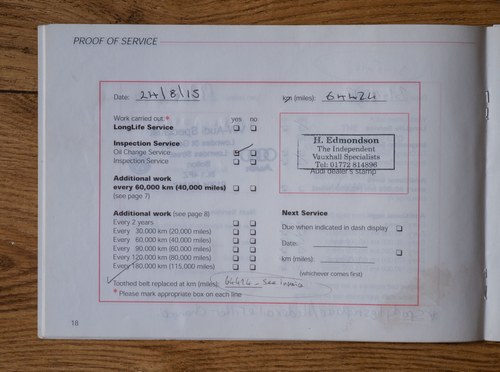 PROOF OF SERVICE
Date: 24/8/15 km (miles): 64424
Work carried out: * yes no
LongLife Service
Inspection Service
Oil Change Service
Inspection Service
H. Edmondson
The Independent
Vauxhall Specialists
Tel: 01772 814896
Audi dealer's stamp
Additional work
every 60,000 km (40,000 miles)
(see page 7)
Additional work (see page 8)
Every 2 years
Every 30,000 km (20,000 miles)
Every 60,000 km (40,000 miles)
Every 90,000 km (60,000 miles)
Every 120,000 km (80,000 miles)
Every 180,000 km (115,000 miles)
Next Service
Due when indicated in dash display
Date:
km (miles):
(whichever comes first)
Toothed belt replaced at km (miles): - see invoice
* Please mark appropriate box on each line
18